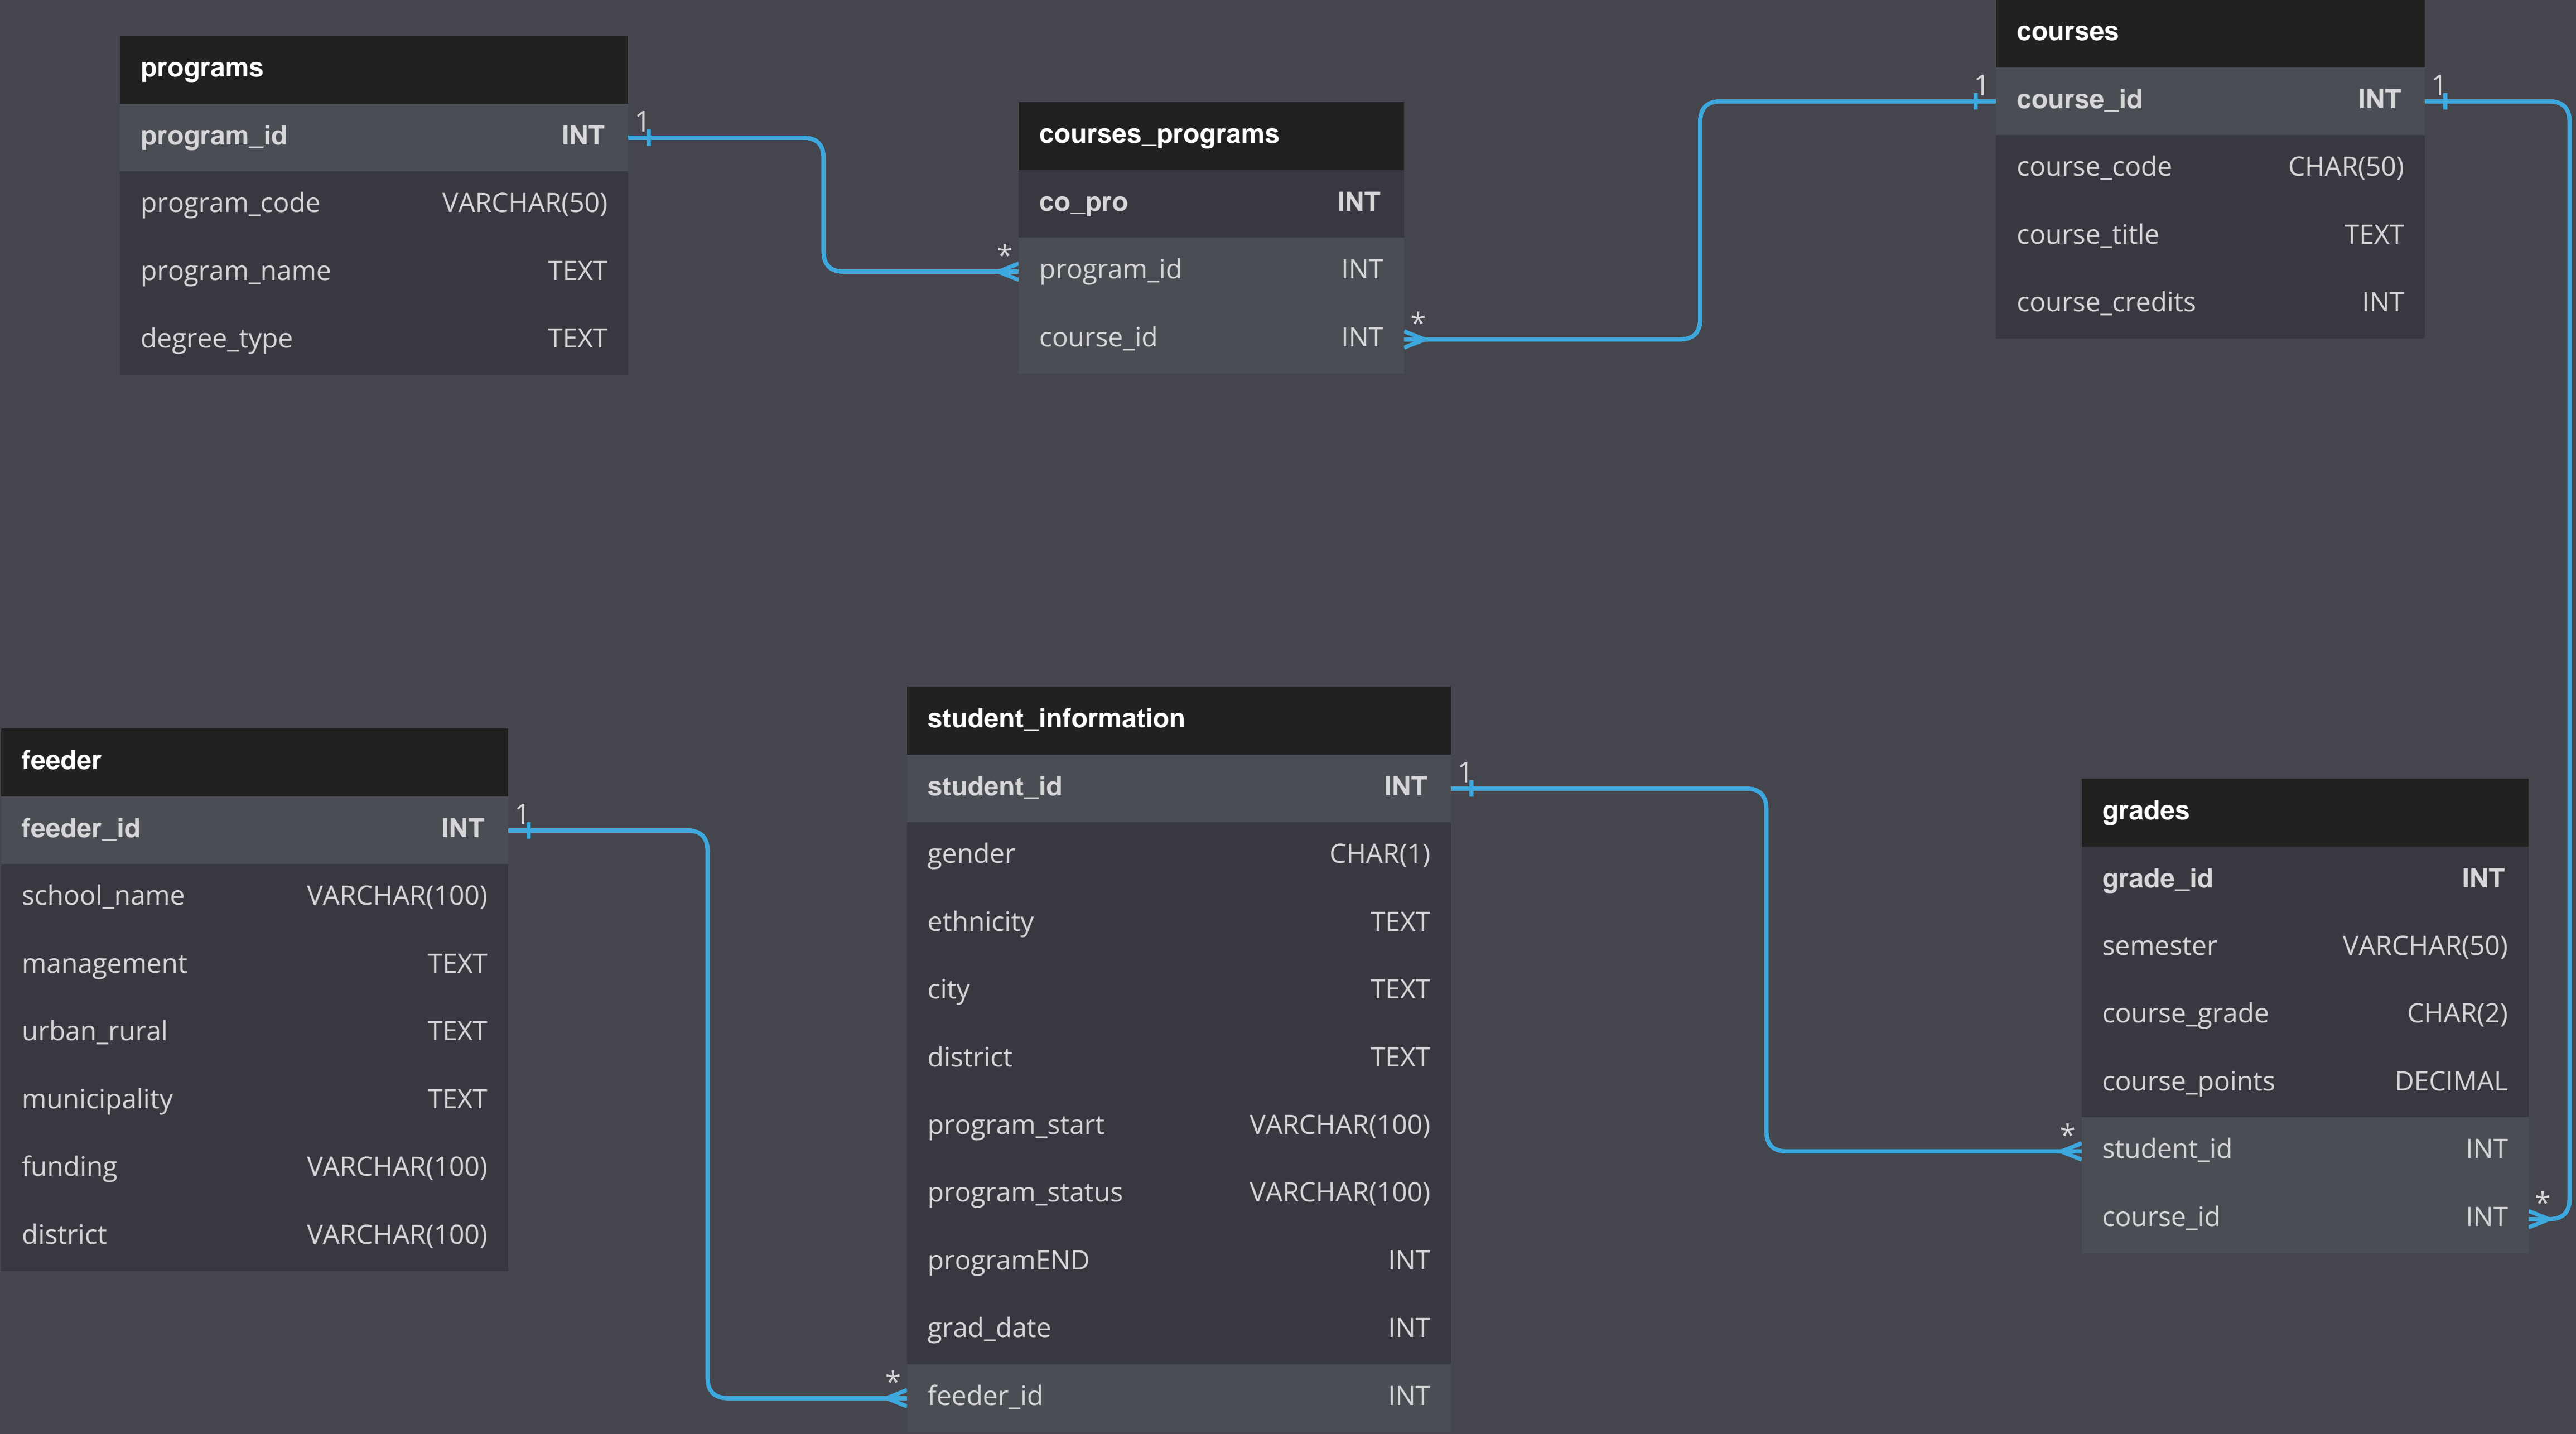 programs
program_id INT
program_code VARCHAR(50)
program_name TEXT
degree_type TEXT
1
*
courses_programs
co_pro INT
program_id INT
course_id INT
*
1
courses
course_id INT
course_code CHAR(50)
course_title TEXT
course_credits INT
1
feeder
feeder_id INT
school_name VARCHAR(100)
management TEXT
urban_rural TEXT
municipality TEXT
funding VARCHAR(100)
district VARCHAR(100)
1
*
student_information
student_id INT
gender CHAR(1)
ethnicity TEXT
city TEXT
district TEXT
program_start VARCHAR(100)
program_status VARCHAR(100)
programEND INT
grad_date INT
feeder_id INT
1
*
grades
grade_id INT
semester VARCHAR(50)
course_grade CHAR(2)
course_points DECIMAL
student_id INT
course_id INT
*